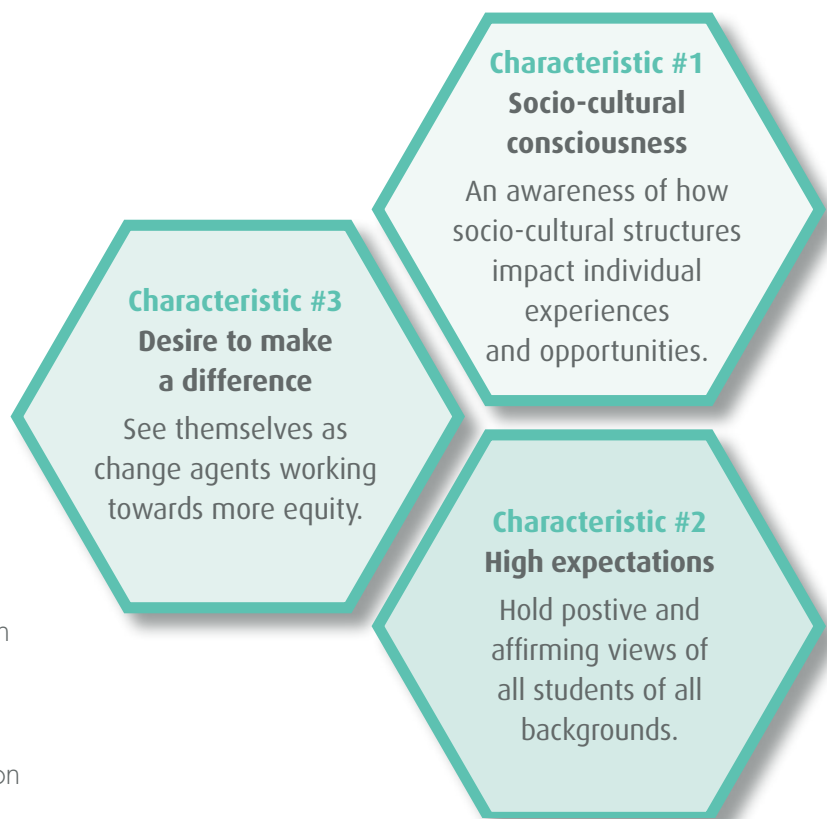 Characteristic #1
Socio-cultural
consciousness
An awareness of how
socio-cultural structures
impact individual
experiences
and opportunities.
Characteristic #3
Desire to make
a difference
See themselves as
change agents working
towards more equity.
Characteristic #2
High expectations
Hold postive and
affirming views of
all students of all
backgrounds.
on